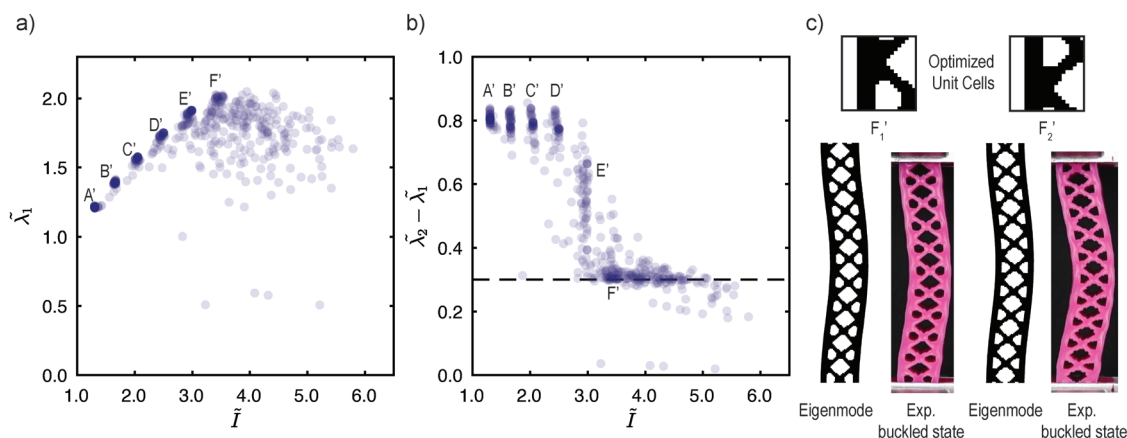 a)
2.0
1.5
1.0
0.5
0.0
λ̃₁
A'
B'
C'
D'
E'
F'
1.0 2.0 3.0 4.0 5.0 6.0
Ĩ
b)
1.0
0.8
0.6
0.4
0.2
0.0
λ̃₂ − λ̃₁
A' B' C' D'
E'
F'
1.0 2.0 3.0 4.0 5.0 6.0
Ĩ
c)
Optimized
Unit Cells
F₁' F₂'
Eigenmode Exp. Eigenmode Exp.
buckled state buckled state